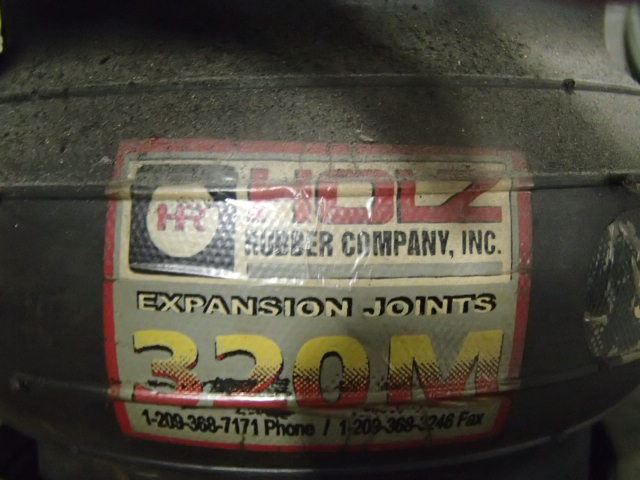 HR HOLZ
RUBBER COMPANY, INC.
EXPANSION JOINTS
320M
1-209-368-7171 Phone / 1-209-368-3246 Fax